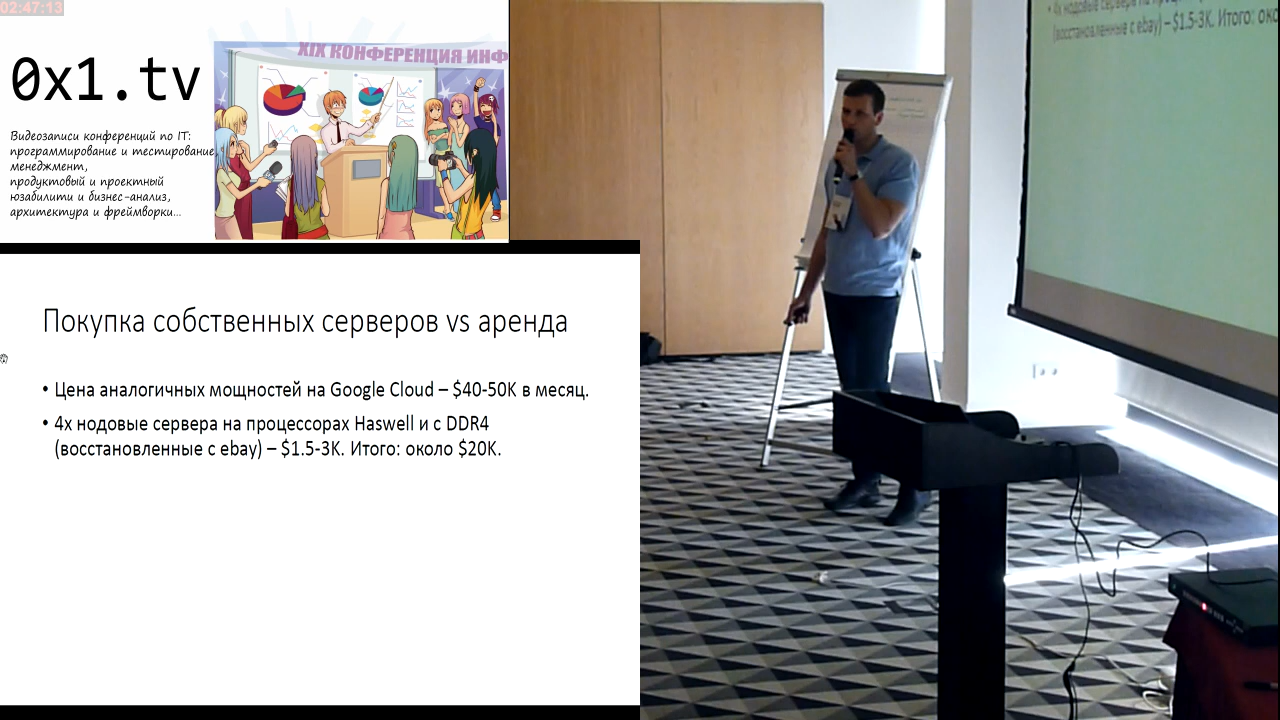 02:47:13
0x1.tv
Видеозаписи конференций по IT:
программирование и тестирование,
менеджмент,
продуктовый и проектный
юзабилити и бизнес-анализ,
архитектура и фреймворки...
XIX КОНФЕРЕНЦИЯ ИНФ
Покупка собственных серверов vs аренда
• Цена аналогичных мощностей на Google Cloud – $40-50K в месяц.
• 4х нодовые сервера на процессорах Haswell и с DDR4
(восстановленные с ebay) – $1.5-3K. Итого: около $20K.
• 4х нодовые сервера на
(восстановленные с ebay) – $1.5-3K. Итого: око